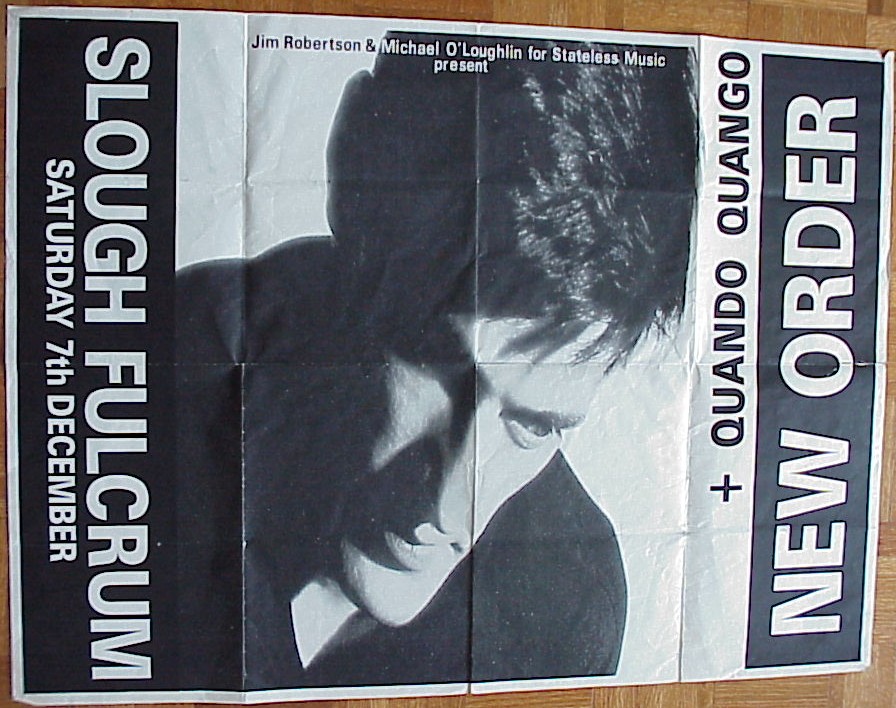 Jim Robertson & Michael O'Loughlin for Stateless Music
present
NEW ORDER
+ QUANDO QUANGO
SLOUGH FULCRUM
SATURDAY 7th DECEMBER